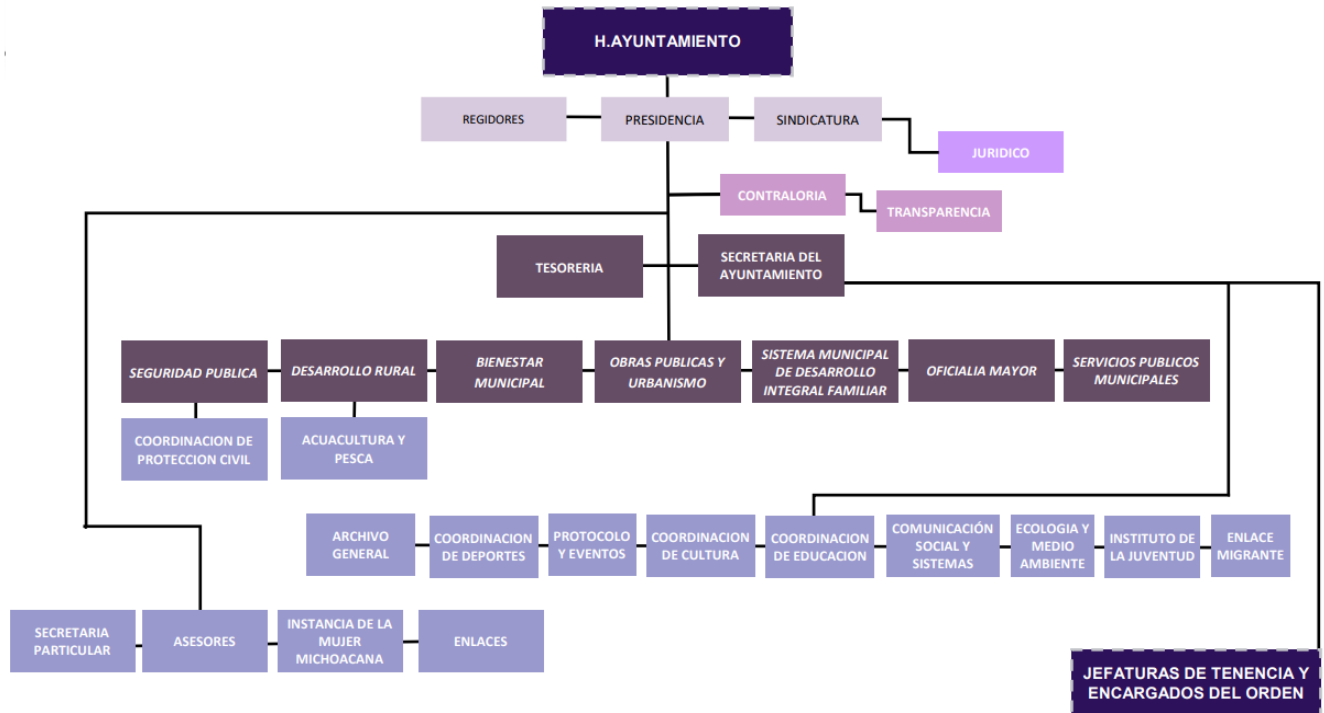 H.AYUNTAMIENTO
REGIDORES
PRESIDENCIA
SINDICATURA
JURIDICO
CONTRALORIA
TRANSPARENCIA
TESORERIA
SECRETARIA DEL
AYUNTAMIENTO
SEGURIDAD PUBLICA
DESARROLLO RURAL
BIENESTAR
MUNICIPAL
OBRAS PUBLICAS Y
URBANISMO
SISTEMA MUNICIPAL
DE DESARROLLO
INTEGRAL FAMILIAR
OFICIALIA MAYOR
SERVICIOS PUBLICOS
MUNICIPALES
COORDINACION DE
PROTECCION CIVIL
ACUACULTURA Y
PESCA
ARCHIVO
GENERAL
COORDINACION
DE DEPORTES
PROTOCOLO
Y EVENTOS
COORDINACION
DE CULTURA
COORDINACION
DE EDUCACION
COMUNICACIÓN
SOCIAL Y
SISTEMAS
ECOLOGIA Y
MEDIO
AMBIENTE
INSTITUTO DE
LA JUVENTUD
ENLACE
MIGRANTE
SECRETARIA
PARTICULAR
ASESORES
INSTANCIA DE LA
MUJER
MICHOACANA
ENLACES
JEFATURAS DE TENENCIA Y
ENCARGADOS DEL ORDEN